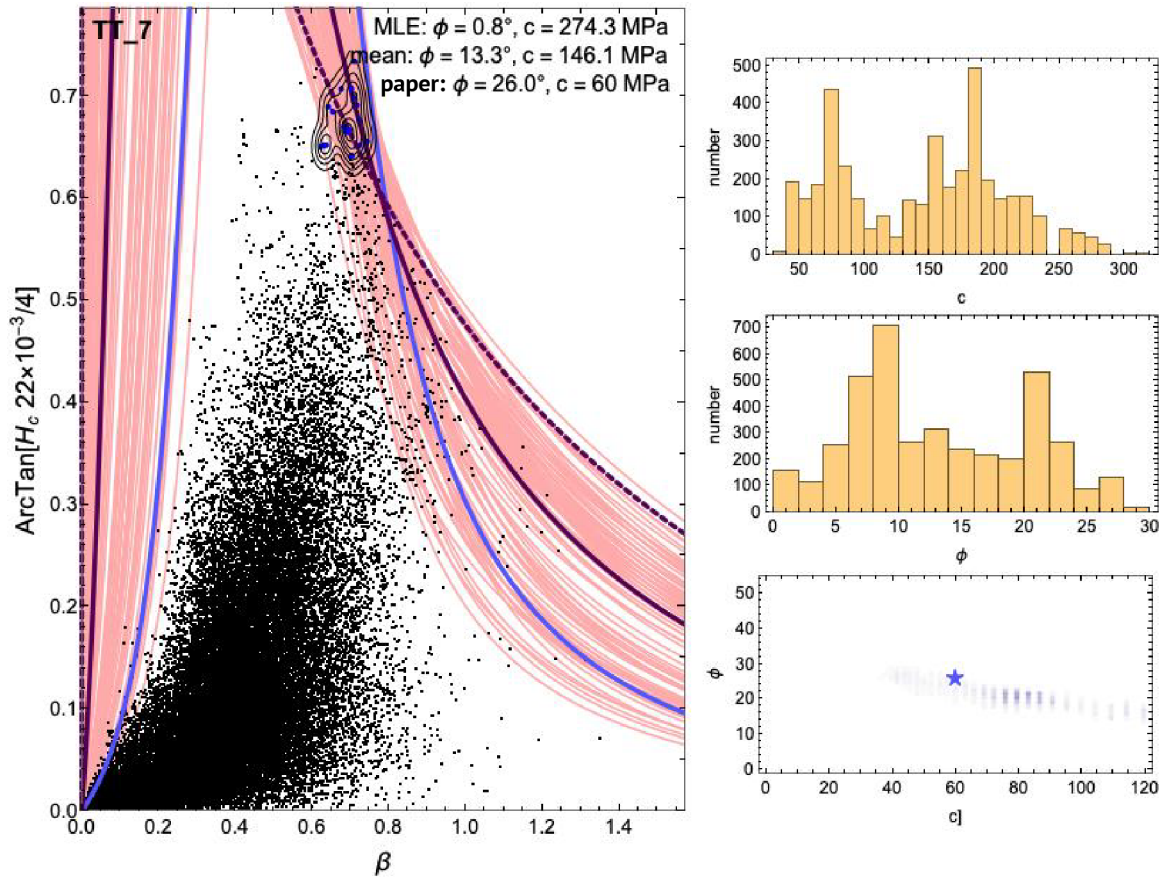 TT_7
MLE: ϕ = 0.8°, c = 274.3 MPa
mean: ϕ = 13.3°, c = 146.1 MPa
paper: ϕ = 26.0°, c = 60 MPa
ArcTan[H_c 22×10⁻³/4]
0.7
0.6
0.5
0.4
0.3
0.2
0.1
0.0
0.0 0.2 0.4 0.6 0.8 1.0 1.2 1.4
β
number
500
400
300
200
100
0
50 100 150 200 250 300
c
number
700
600
500
400
300
200
100
0
0 5 10 15 20 25 30
ϕ
ϕ
50
40
30
20
10
0
0 20 40 60 80 100 120
c]